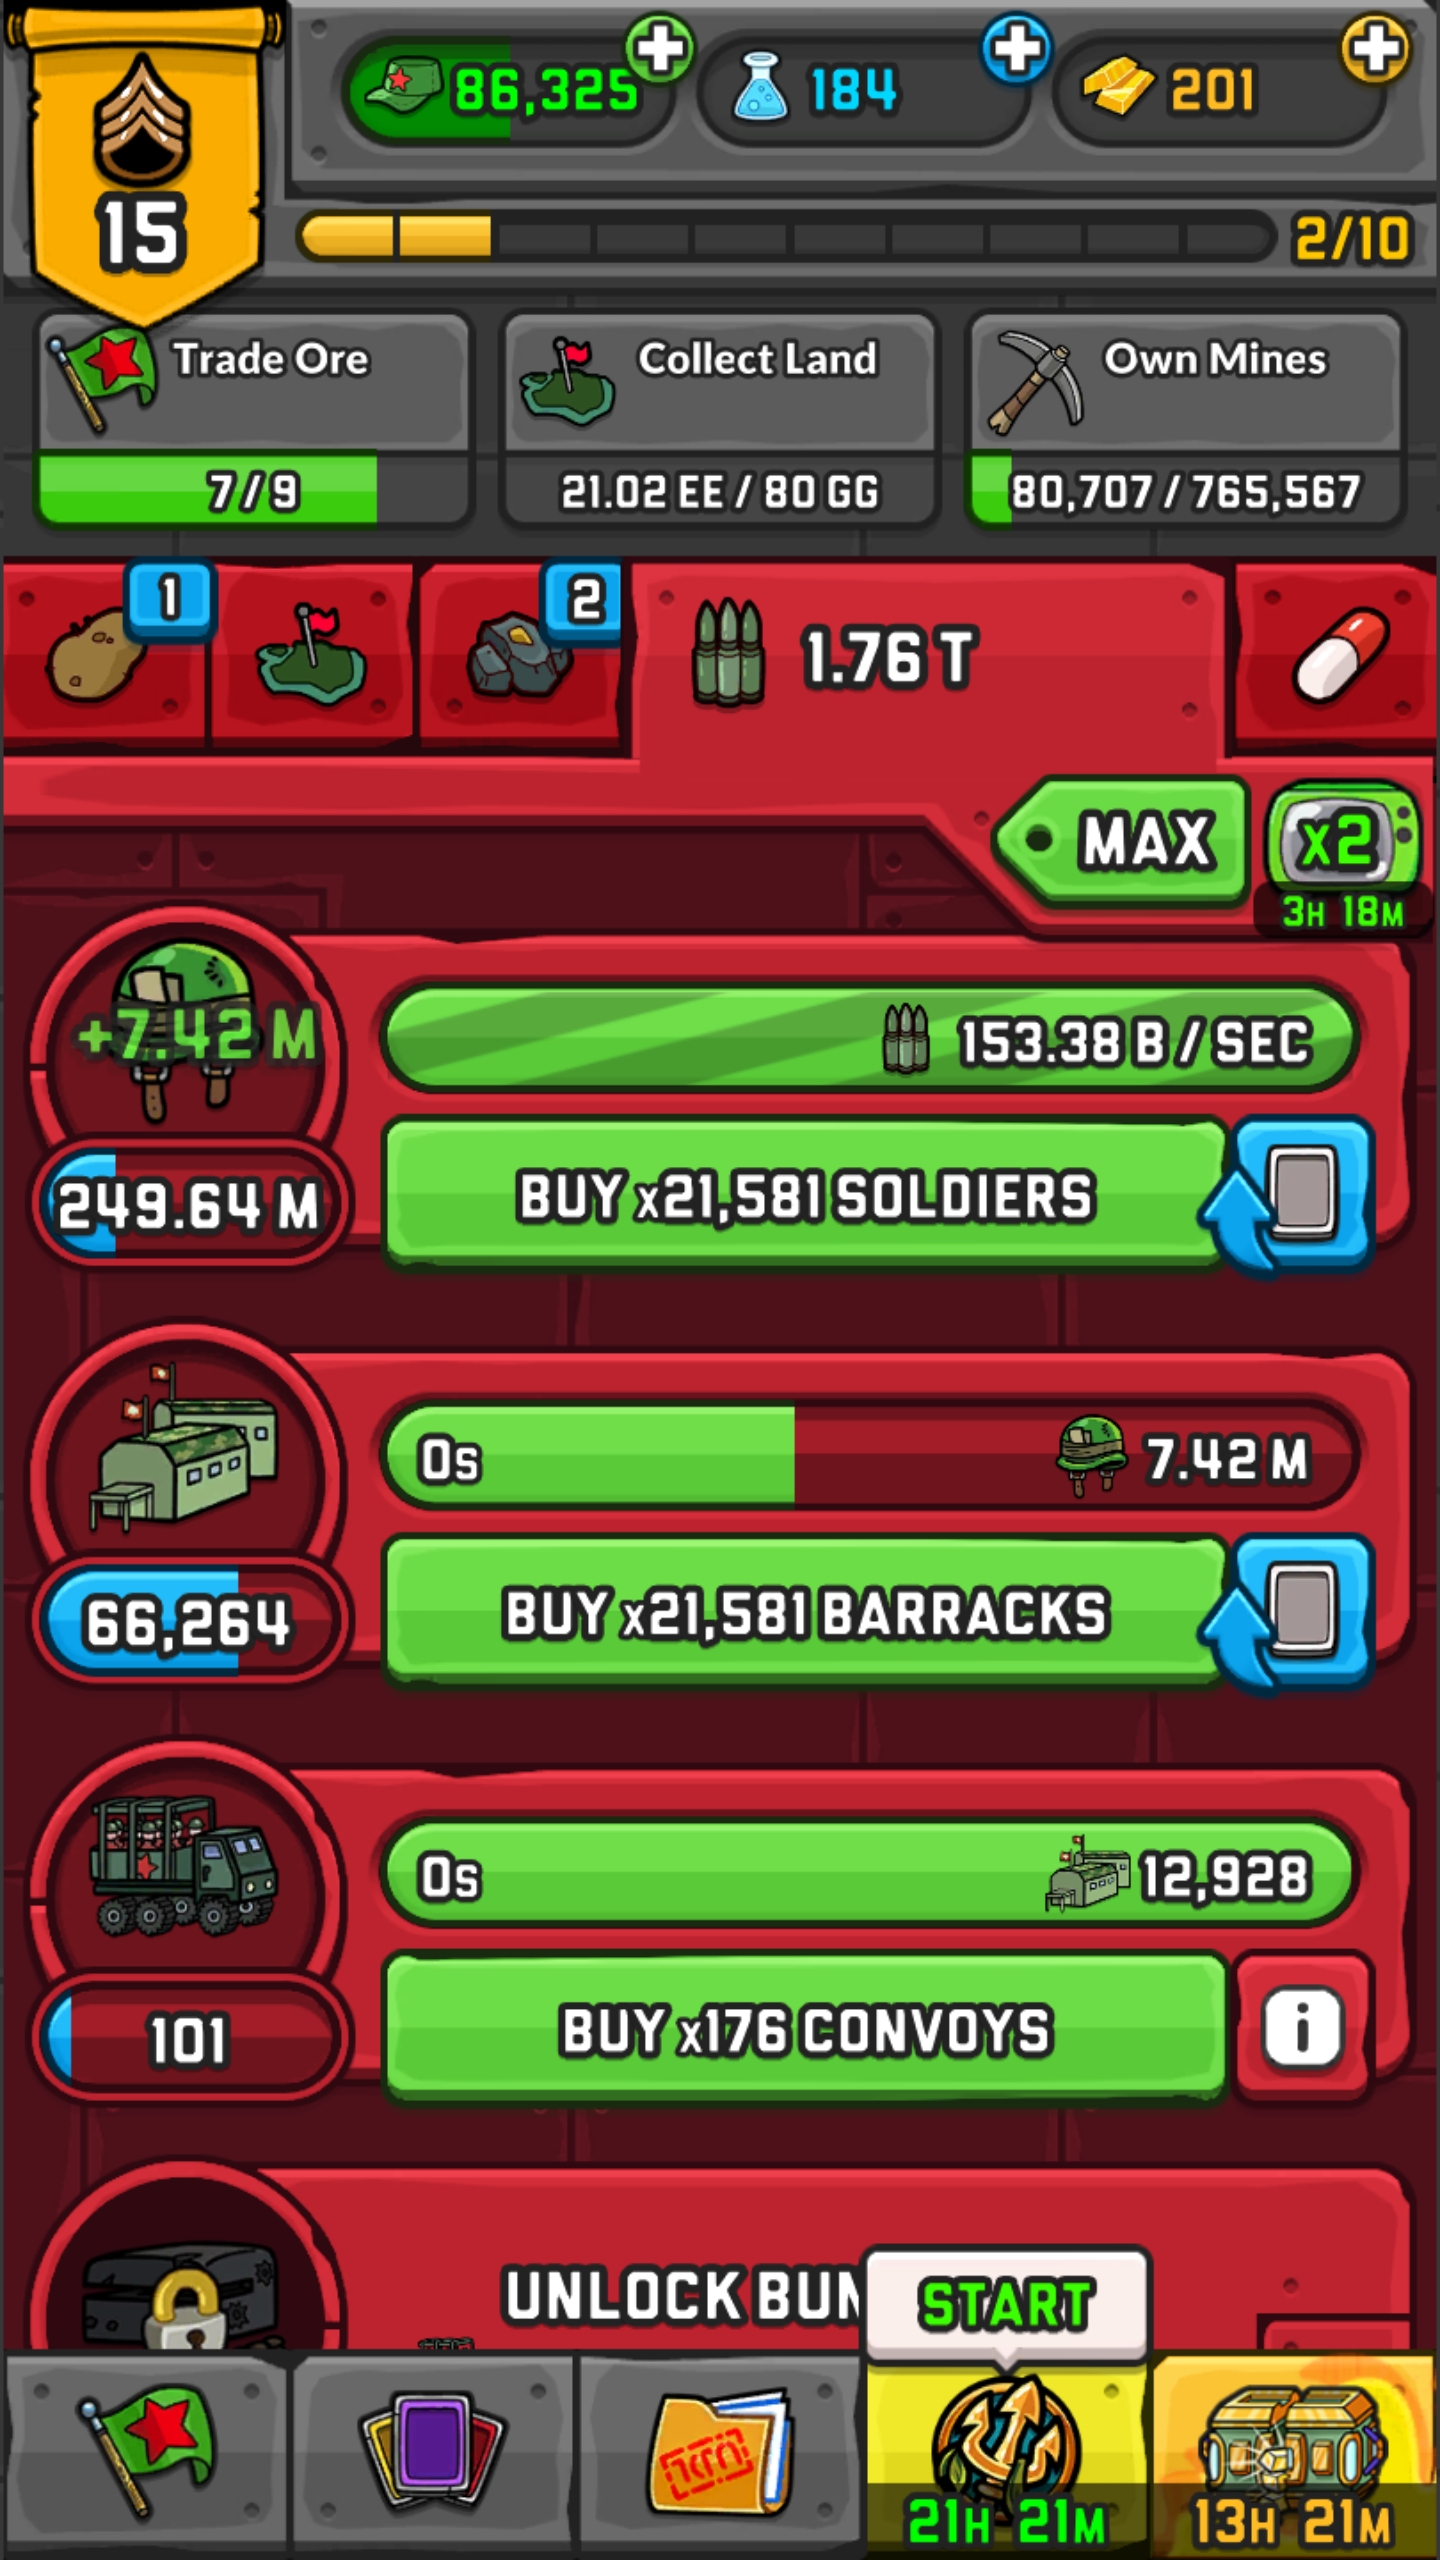 86,325
184
201
15
2/10
Trade Ore
Collect Land
Own Mines
7/9
21.02 EE / 80 GG
80,707 / 765,567
1
2
1.76 T
MAX
x2
3H 18M
+7.42 M
153.38 B / SEC
249.64 M
BUY x21,581 SOLDIERS
0s
7.42 M
66,264
BUY x21,581 BARRACKS
0s
12,928
101
BUY x176 CONVOYS
i
UNLOCK
START
21H 21M
13H 21M